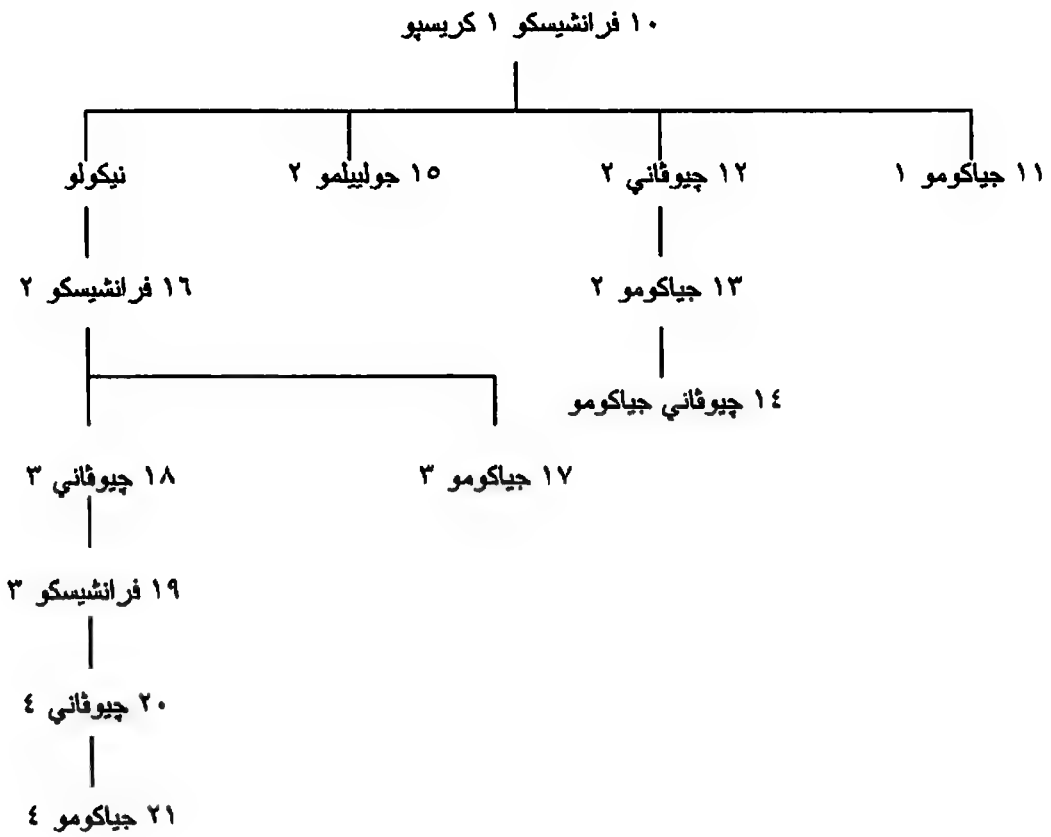 ١٠ فرانشيسكو ١ كريسپو
١١ جياكومو ١
١٢ چيوڤاني ٢
١٥ جولييلمو ٢
نيكولو
١٣ جياكومو ٢
١٦ فرانشيسكو ٢
١٤ چيوڤاني جياكومو
١٧ جياكومو ٣
١٨ چيوڤاني ٣
١٩ فرانشيسكو ٣
٢٠ چيوڤاني ٤
٢١ جياكومو ٤